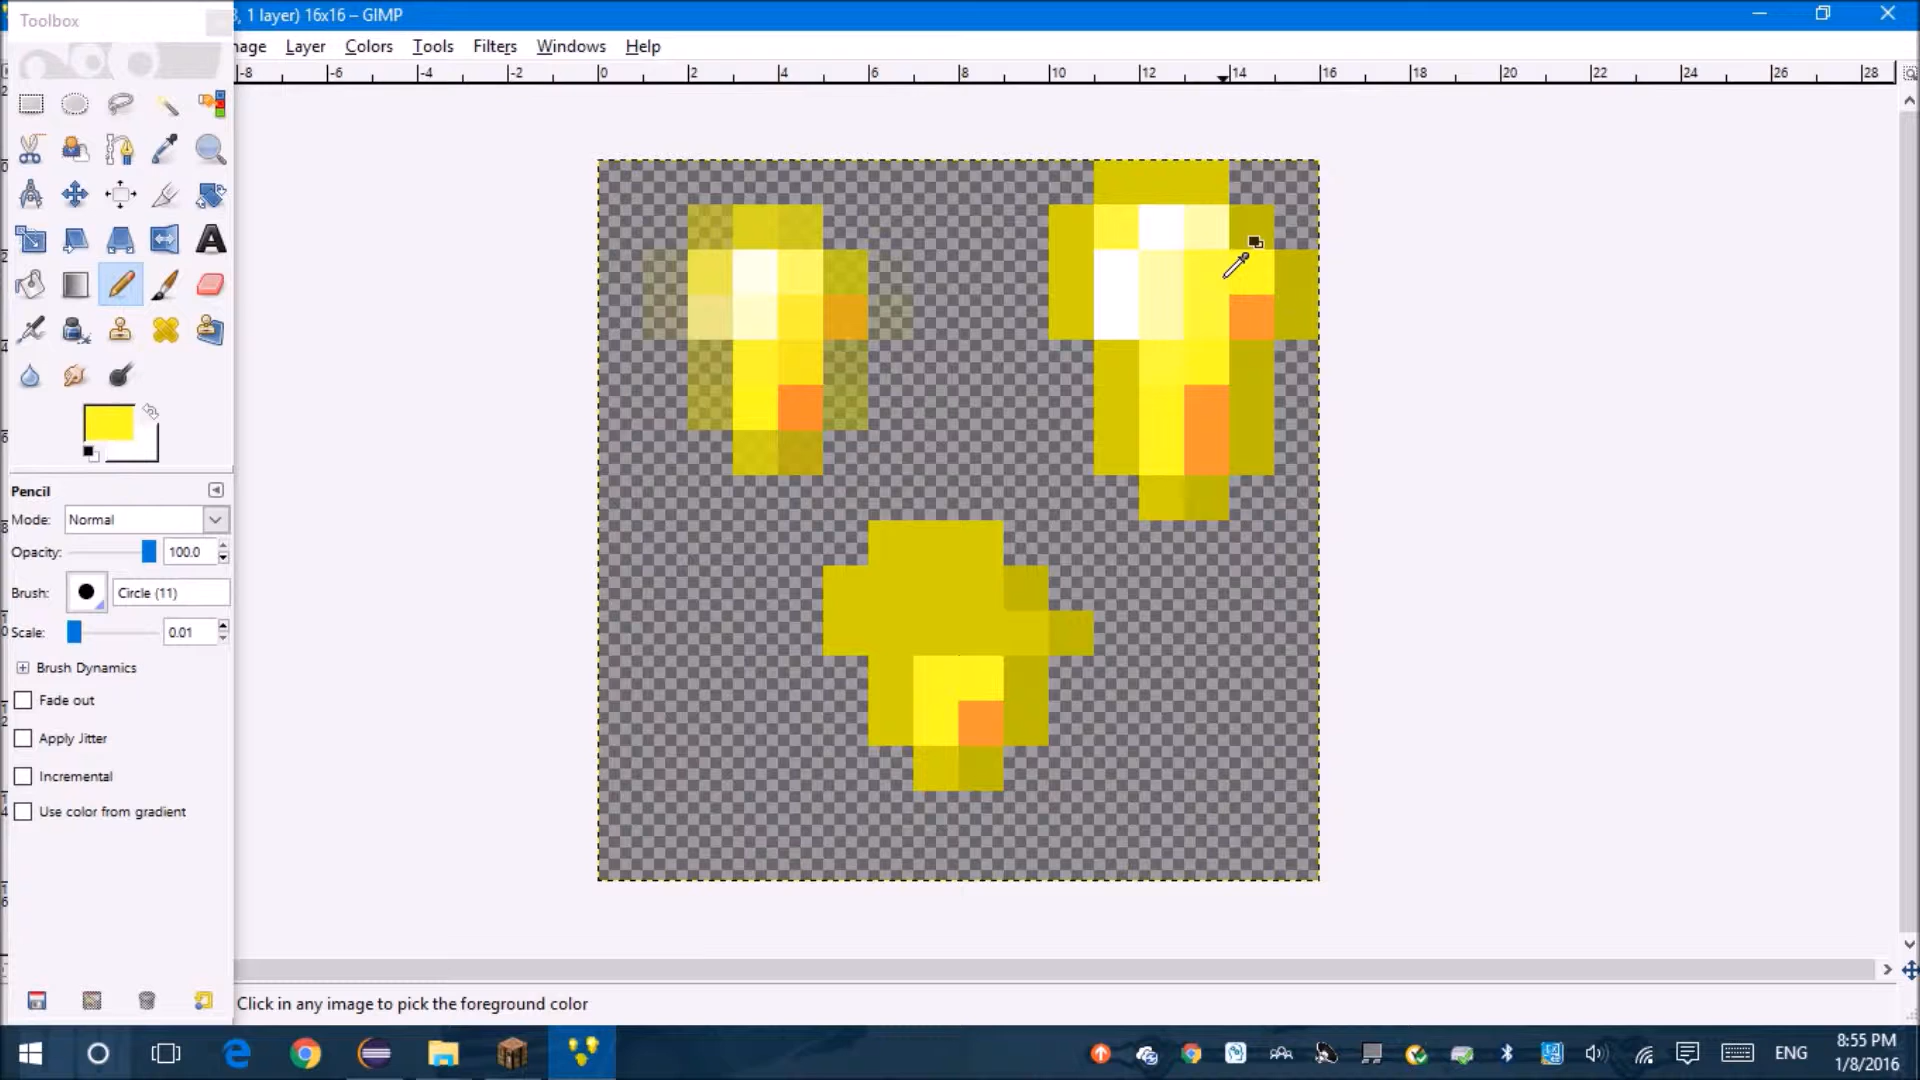 Toolbox
, 1 layer) 16x16 – GIMP
mage Layer Colors Tools Filters Windows Help
-8 -6 -4 -2 0 2 4 6 8 10 12 14 16 18 20 22 24 26 28
Pencil
Mode: Normal
Opacity: 100.0
Brush: Circle (11)
Scale: 0.01
Brush Dynamics
Fade out
Apply Jitter
Incremental
Use color from gradient
Click in any image to pick the foreground color
ENG
8:55 PM
1/8/2016